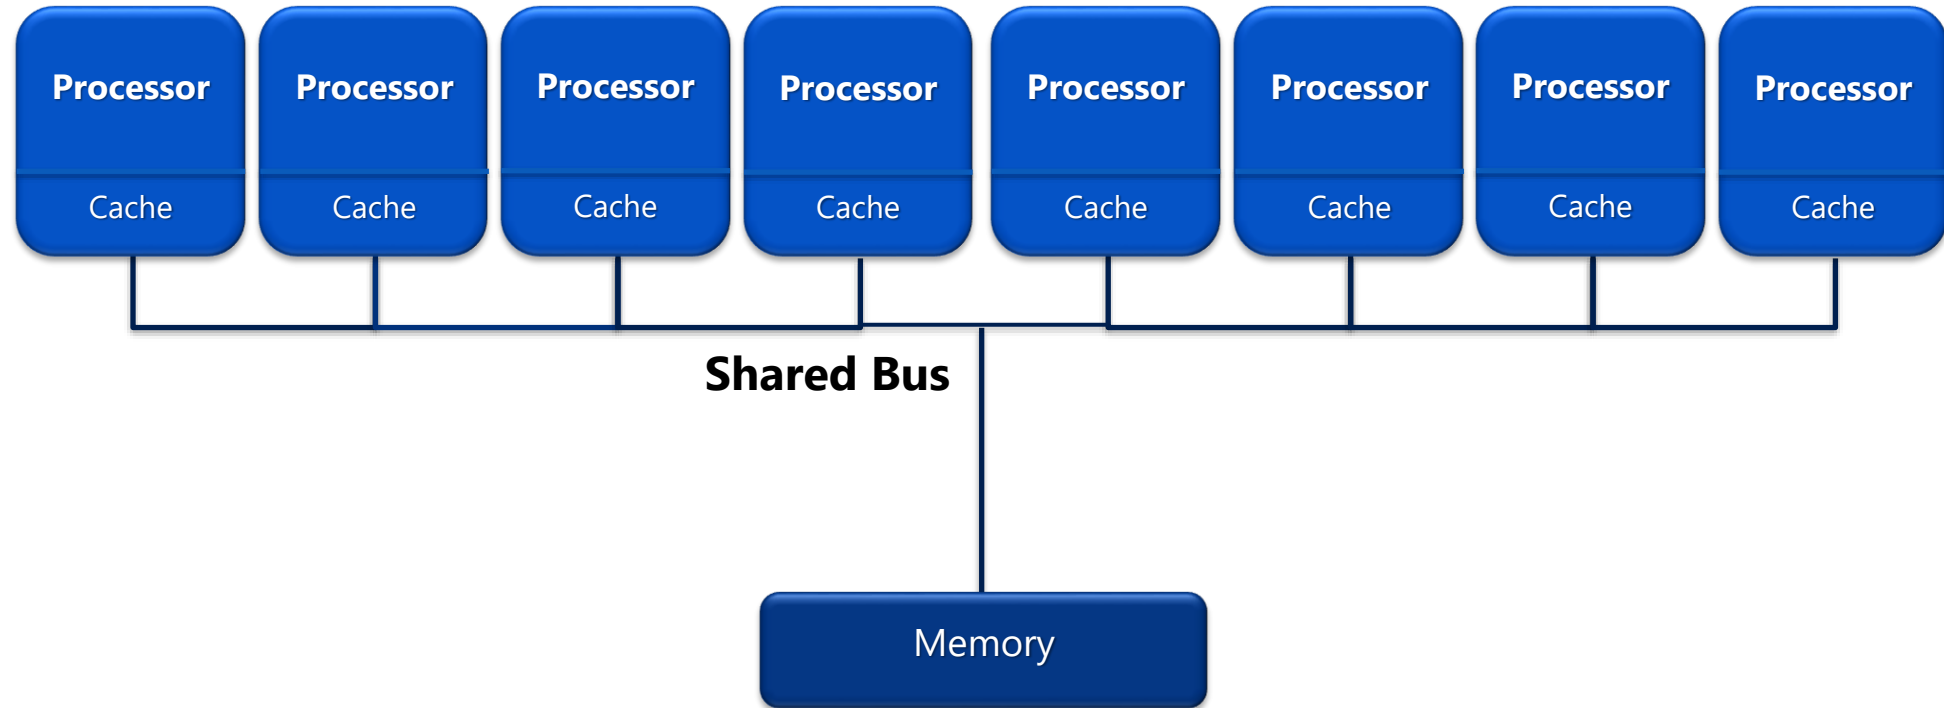 Processor
Processor
Processor
Processor
Processor
Processor
Processor
Processor
Cache
Cache
Cache
Cache
Cache
Cache
Cache
Cache
Shared Bus
Memory